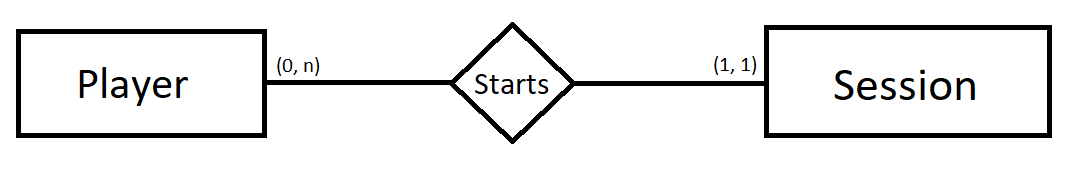 Player
(0, n)
Starts
(1, 1)
Session